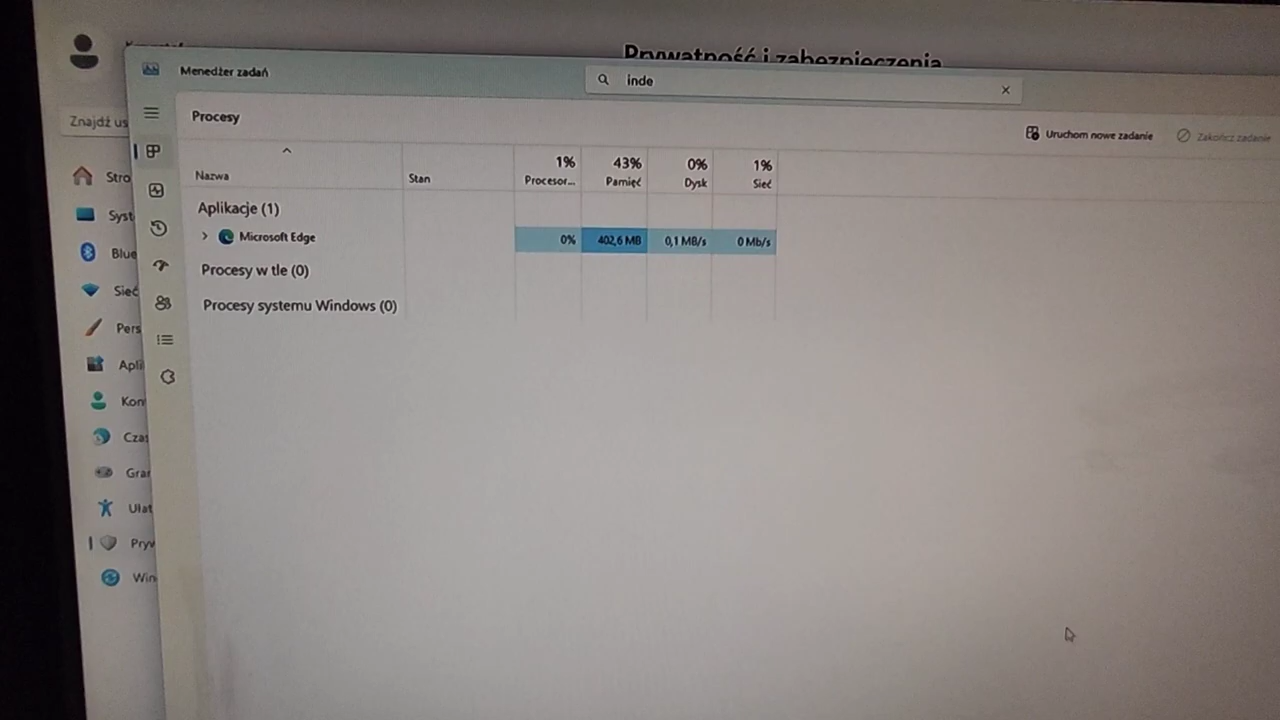 Prywatność i zabezpieczenia
Menedżer zadań
inde
Znajdź us
Procesy
Uruchom nowe zadanie
Zakończ zadanie
1% 43% 0% 1%
Nazwa Stan Procesor... Pamięć Dysk Sieć
Stro
Aplikacje (1)
Syst
Microsoft Edge 0% 402,6 MB 0,1 MB/s 0 Mb/s
Blue
Procesy w tle (0)
Sieć
Procesy systemu Windows (0)
Pers
Apli
Kon
Czas
Gran
Ułat
Pryw
Win